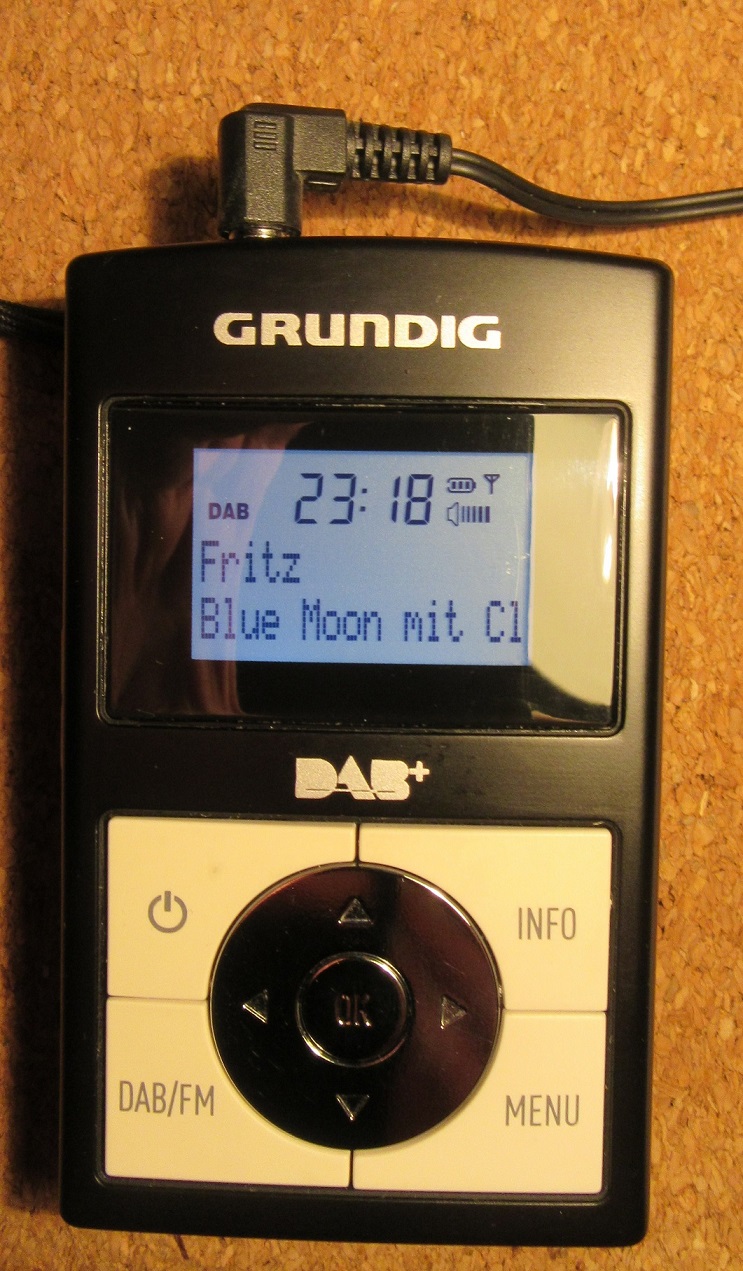 GRUNDIG
DAB 23:18
Fritz
Blue Moon mit Cl
DAB+
INFO
OK
DAB/FM
MENU